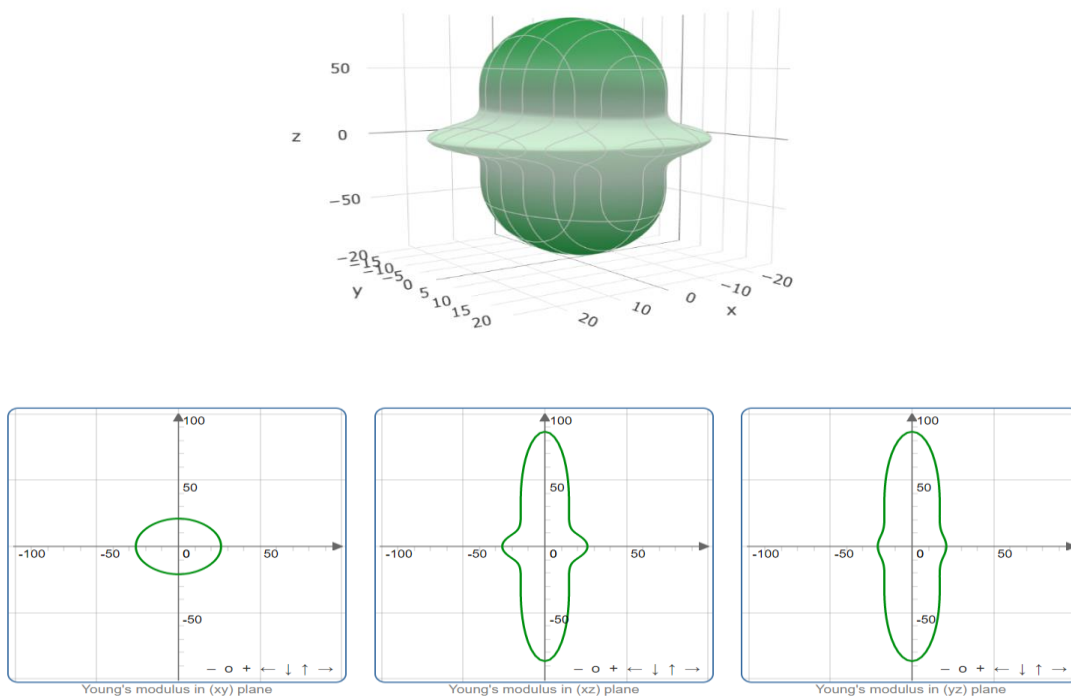 50
z 0
−50
−20
−15
−10
−5
0
5
10
15
20
y
20
10
0
−10
−20
x
100
50
-100 -50 0 50
-50
− o + ← ↓ ↑ →
Young's modulus in (xy) plane
100
50
-100 -50 0 50
-50
− o + ← ↓ ↑ →
Young's modulus in (xz) plane
100
50
-100 -50 0 50
-50
− o + ← ↓ ↑ →
Young's modulus in (yz) plane